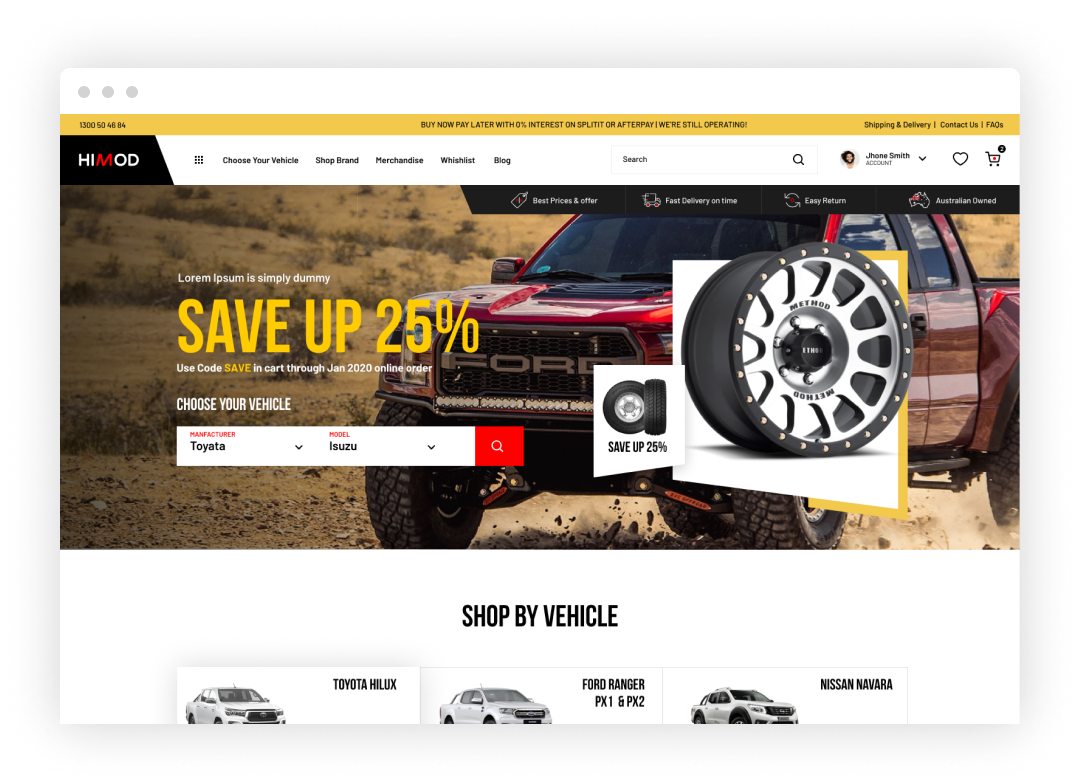 1300 50 46 84
BUY NOW PAY LATER WITH 0% INTEREST ON SPLITIT OR AFTERPAY | WE'RE STILL OPERATING!
Shipping & Delivery | Contact Us | FAQs
HIMOD
Choose Your Vehicle
Shop Brand
Merchandise
Whishlist
Blog
Search
Jhone Smith
ACCOUNT
2
Best Prices & offer
Fast Delivery on time
Easy Return
Australian Owned
Lorem Ipsum is simply dummy
SAVE UP 25%
Use Code SAVE in cart through Jan 2020 online order
CHOOSE YOUR VEHICLE
MANFACTURER
Toyata
MODEL
Isuzu
FORD
SAVE UP 25%
METHOD
METHOD
SHOP BY VEHICLE
TOYOTA HILUX
FORD RANGER
PX1 & PX2
NISSAN NAVARA